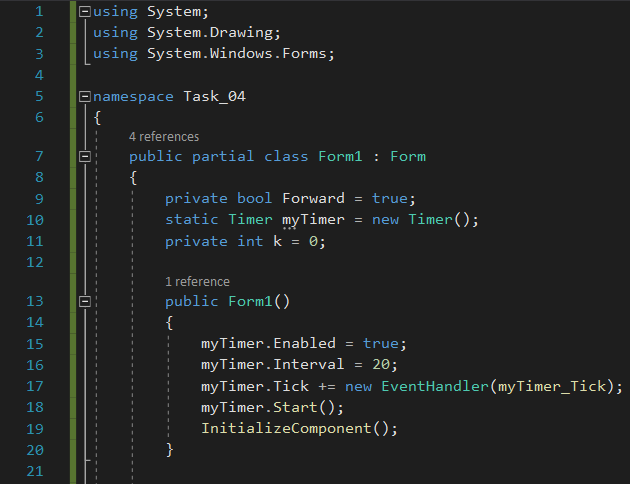 1 using System;
2 using System.Drawing;
3 using System.Windows.Forms;
4
5 namespace Task_04
6 {
4 references
7 public partial class Form1 : Form
8 {
9 private bool Forward = true;
10 static Timer myTimer = new Timer();
11 private int k = 0;
12
1 reference
13 public Form1()
14 {
15 myTimer.Enabled = true;
16 myTimer.Interval = 20;
17 myTimer.Tick += new EventHandler(myTimer_Tick);
18 myTimer.Start();
19 InitializeComponent();
20 }
21